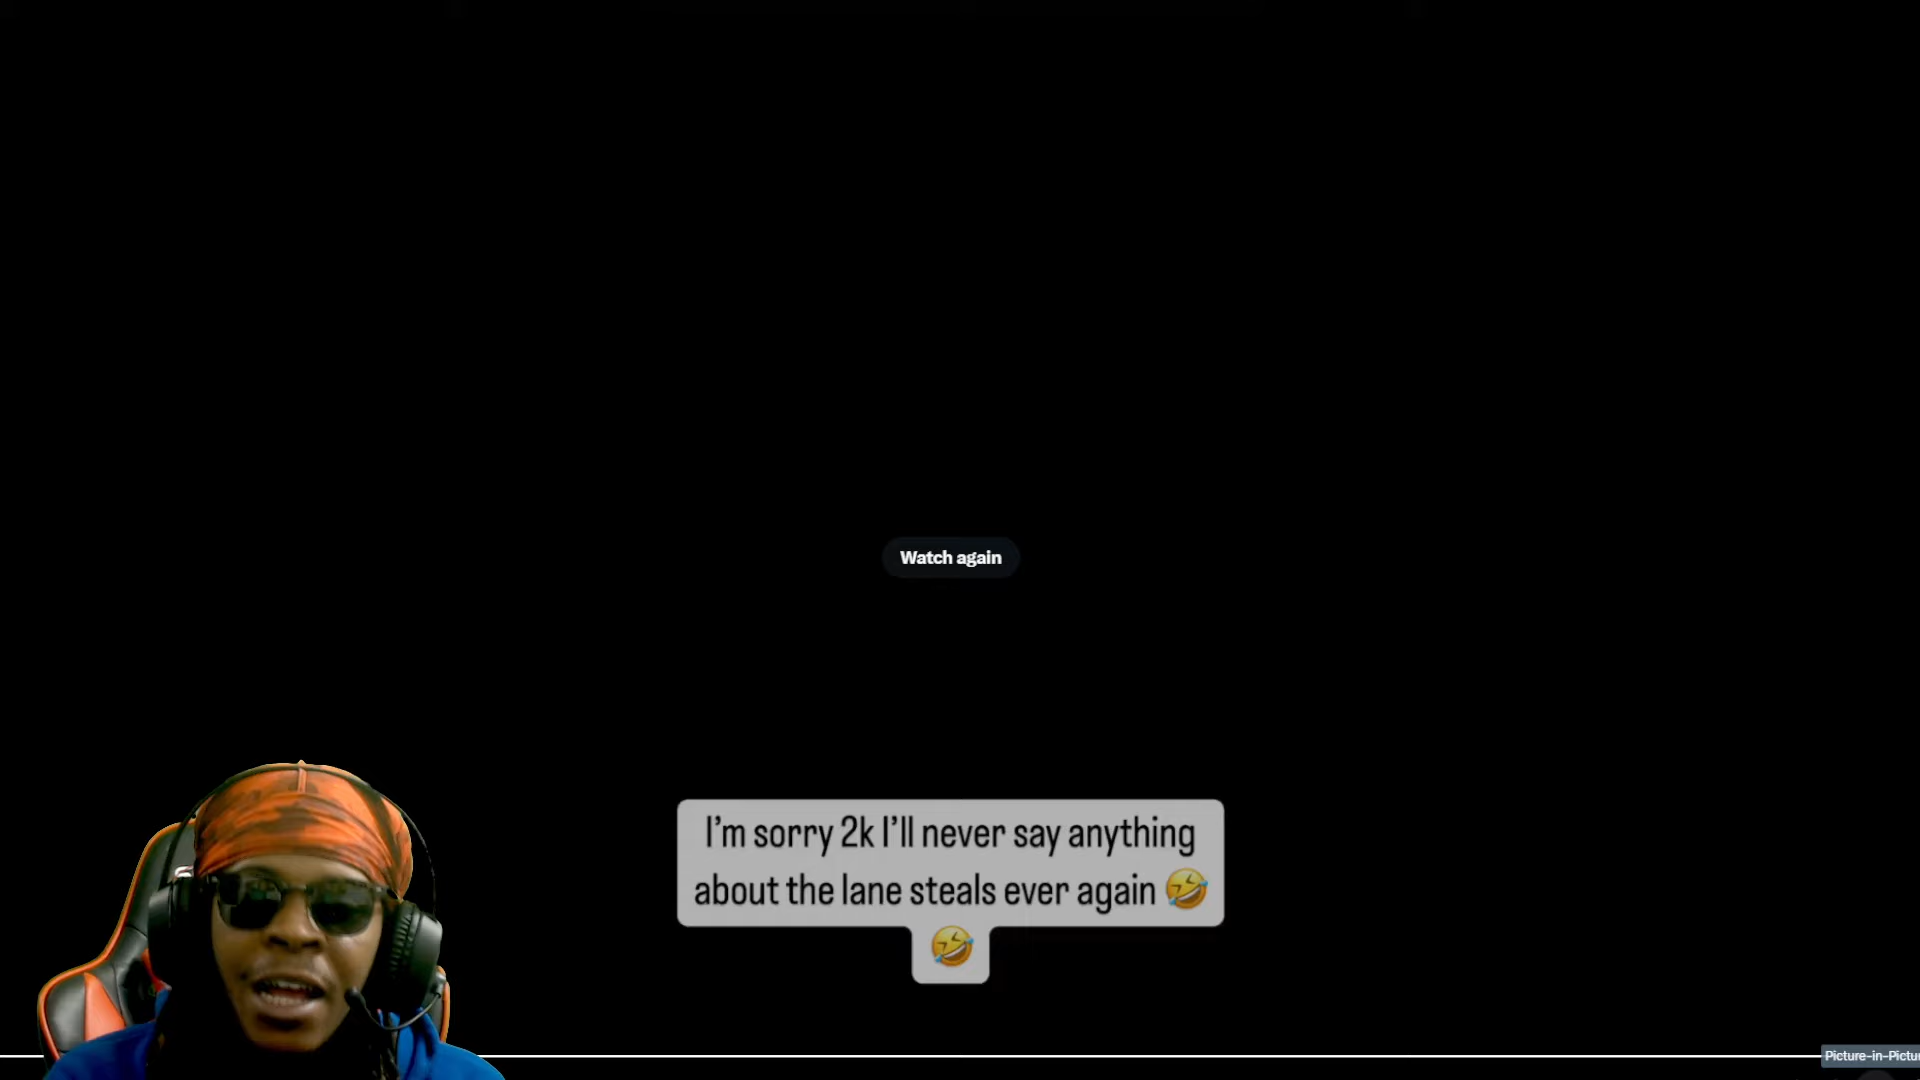 Watch again
I'm sorry 2k I'll never say anything
about the lane steals ever again 🤣
🤣
Picture-in-Pictu